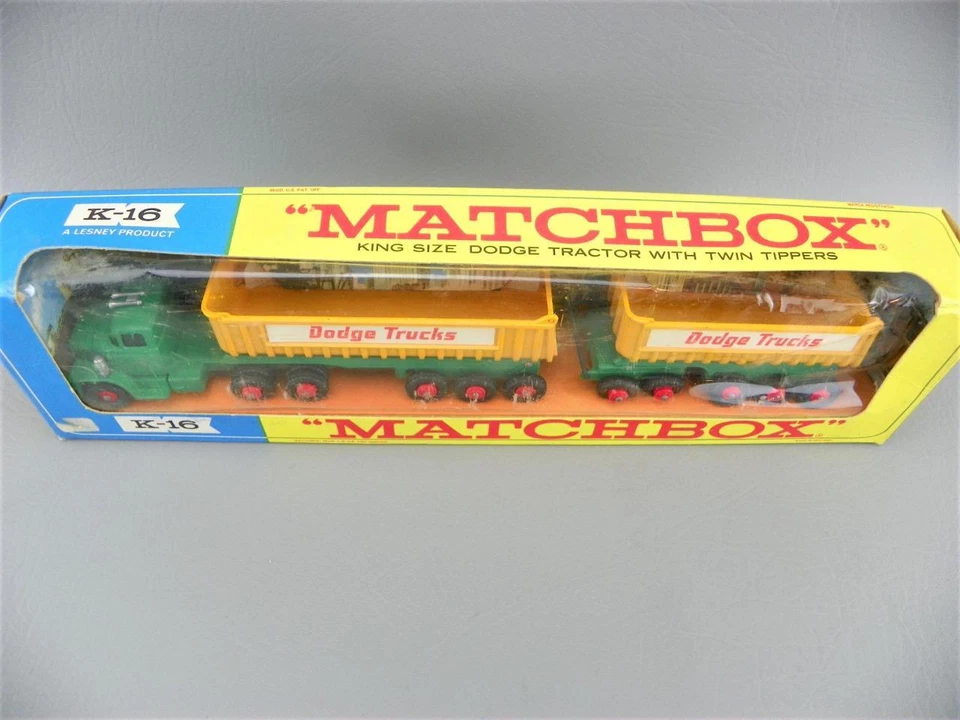 K-16
A LESNEY PRODUCT
"MATCHBOX"®
KING SIZE DODGE TRACTOR WITH TWIN TIPPERS
Dodge Trucks
Dodge Trucks
K-16
"MATCHBOX"®